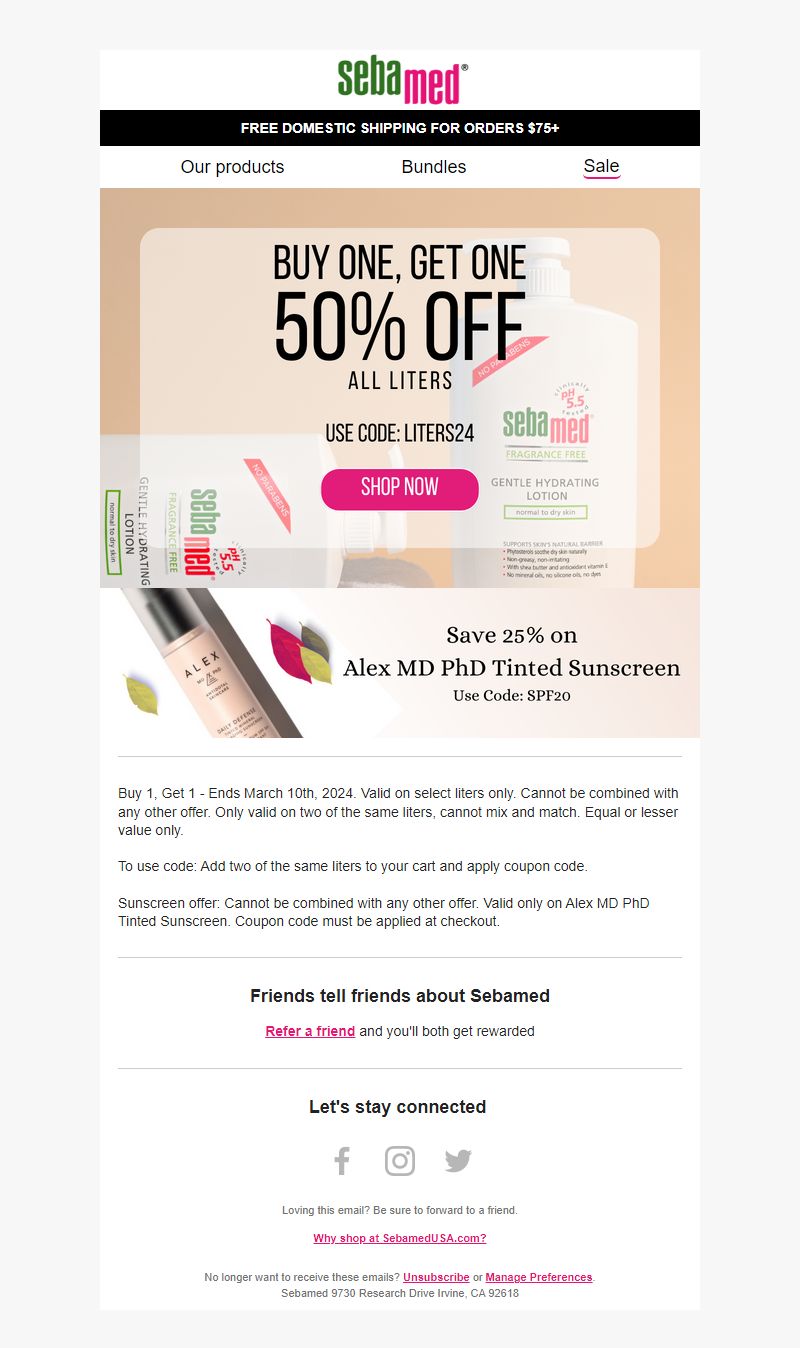 sebamed®
FREE DOMESTIC SHIPPING FOR ORDERS $75+
Our products
Bundles
Sale
BUY ONE, GET ONE
50% OFF
ALL LITERS
USE CODE: LITERS24
SHOP NOW
NO PARABENS
clinically
pH
5.5
tested
sebamed
FRAGRANCE FREE
GENTLE HYDRATING
LOTION
normal to dry skin
SUPPORTS SKIN'S NATURAL BARRIER
• Phytosterols soothe dry skin naturally
• Non-greasy, non-irritating
• With shea butter and antioxidant vitamin E
• No mineral oils, no silicone oils, no dyes
NO PARABENS
clinically
pH
5.5
tested
sebamed
FRAGRANCE FREE
GENTLE HYDRATING
LOTION
normal to dry skin
ALEX
MD PHD
ANTIDOTAL
SKINCARE
DAILY DEFENSE
TINTED MINERAL
Save 25% on
Alex MD PhD Tinted Sunscreen
Use Code: SPF20
Buy 1, Get 1 - Ends March 10th, 2024. Valid on select liters only. Cannot be combined with
any other offer. Only valid on two of the same liters, cannot mix and match. Equal or lesser
value only.
To use code: Add two of the same liters to your cart and apply coupon code.
Sunscreen offer: Cannot be combined with any other offer. Valid only on Alex MD PhD
Tinted Sunscreen. Coupon code must be applied at checkout.
Friends tell friends about Sebamed
Refer a friend and you'll both get rewarded
Let's stay connected
Loving this email? Be sure to forward to a friend.
Why shop at SebamedUSA.com?
No longer want to receive these emails? Unsubscribe or Manage Preferences.
Sebamed 9730 Research Drive Irvine, CA 92618